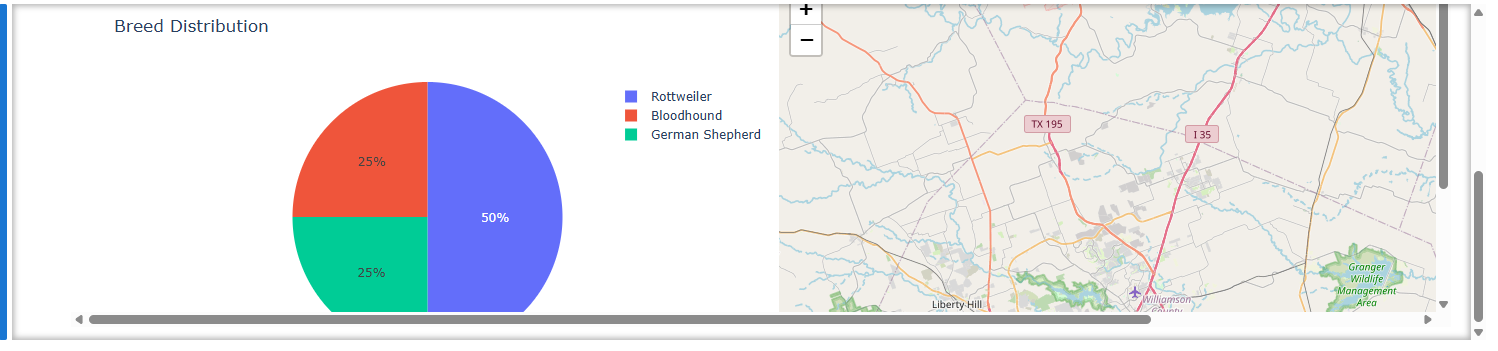 Breed Distribution
Rottweiler
Bloodhound
German Shepherd
25%
50%
25%
+
−
TX 195
I 35
Granger
Wildlife
Management
Area
Liberty Hill
Williamson
County